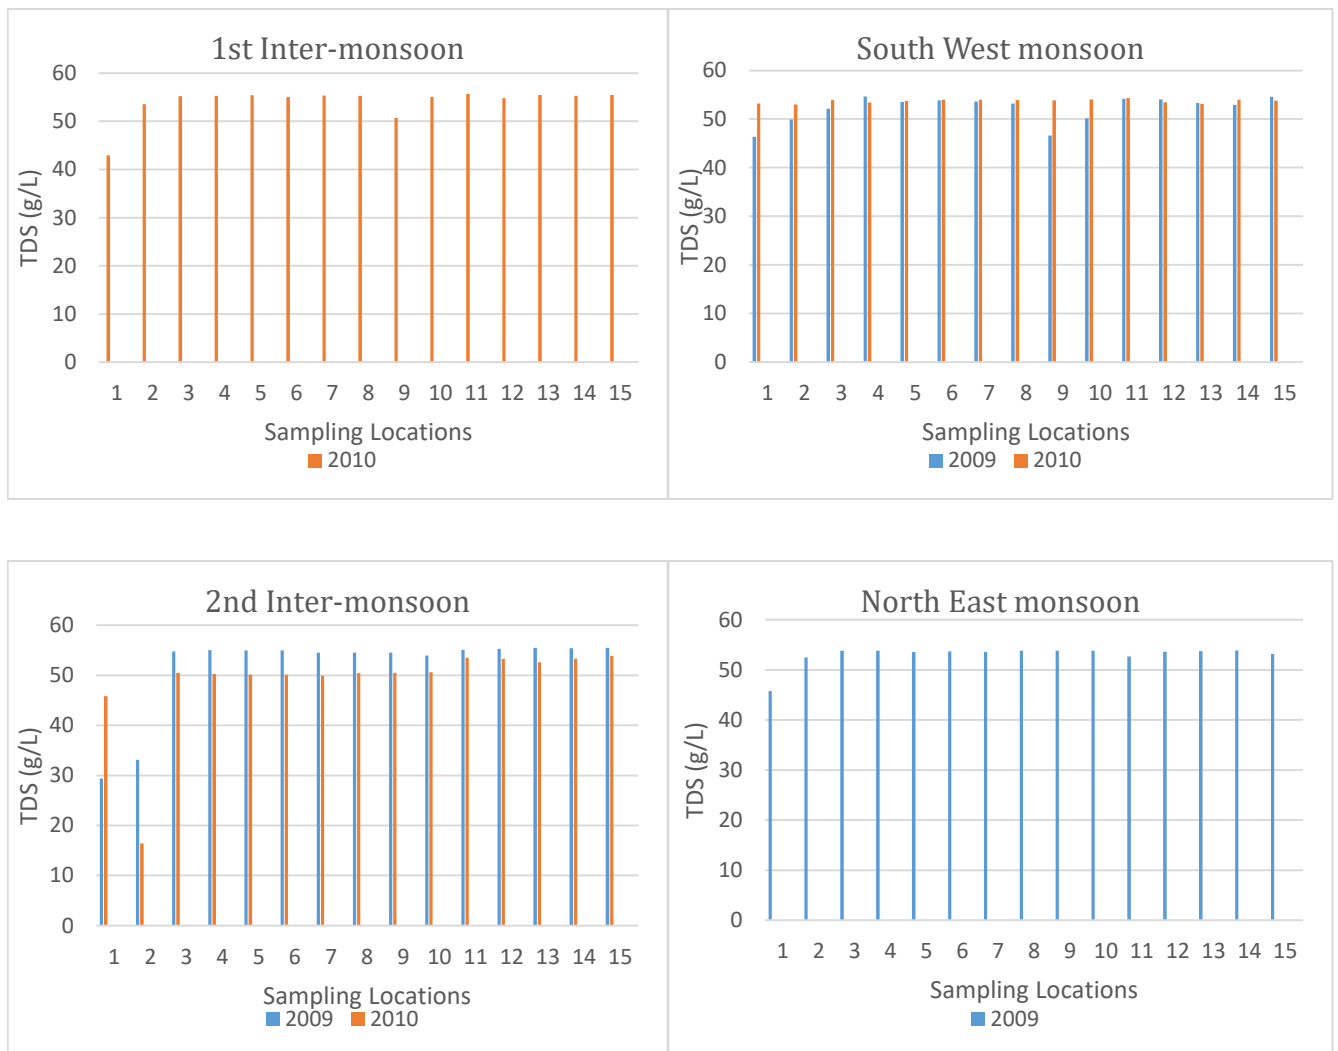 1st Inter-monsoon
60
50
40
30
20
10
0
TDS (g/L)
1 2 3 4 5 6 7 8 9 10 11 12 13 14 15
Sampling Locations
2010
South West monsoon
60
50
40
30
20
10
0
TDS (g/L)
1 2 3 4 5 6 7 8 9 10 11 12 13 14 15
Sampling Locations
2009 2010
2nd Inter-monsoon
60
50
40
30
20
10
0
TDS (g/L)
1 2 3 4 5 6 7 8 9 10 11 12 13 14 15
Sampling Locations
2009 2010
North East monsoon
60
50
40
30
20
10
0
TDS (g/L)
1 2 3 4 5 6 7 8 9 10 11 12 13 14 15
Sampling Locations
2009